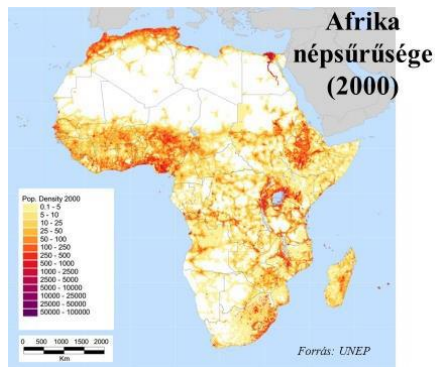 Afrika
népsűrűsége
(2000)
Pop. Density 2000
0.1 - 5
5 - 10
10 - 25
25 - 50
50 - 100
100 - 250
250 - 500
500 - 1000
1000 - 2500
2500 - 5000
5000 - 10000
10000 - 25000
25000 - 50000
50000 - 100000
0 500 1000 1500 2000
Km
Forrás: UNEP